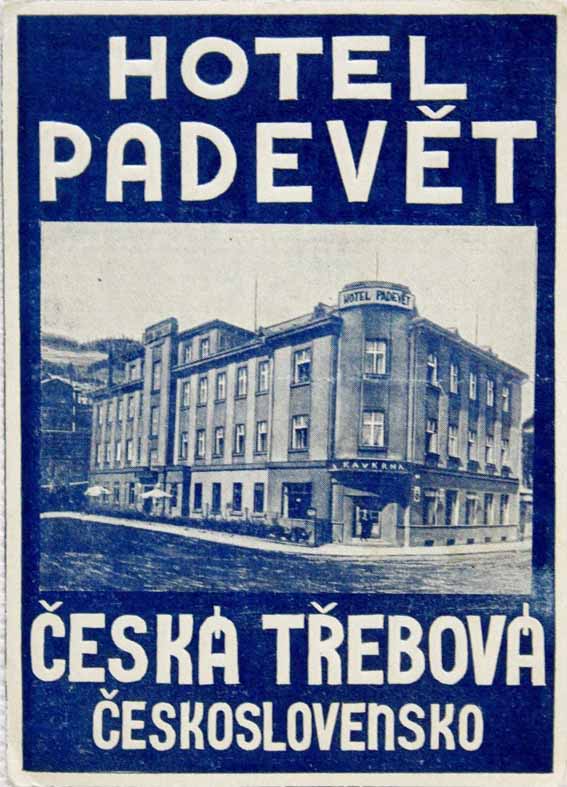 HOTEL
PADEVĚT
HOTEL PADEVĚT
KAVÁRNA
ČESKÁ TŘEBOVÁ
ČESKOSLOVENSKO